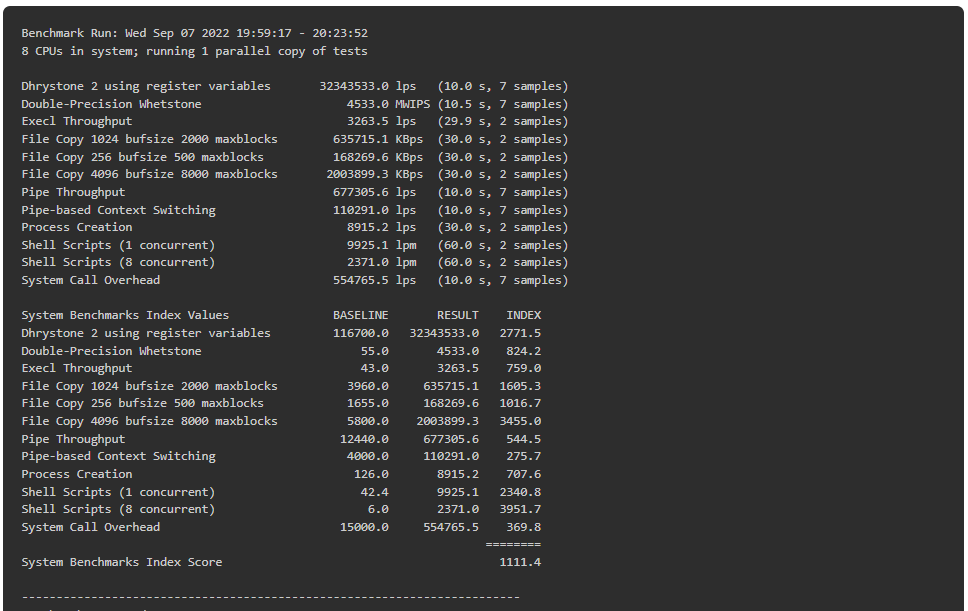 Benchmark Run: Wed Sep 07 2022 19:59:17 - 20:23:52
8 CPUs in system; running 1 parallel copy of tests
Dhrystone 2 using register variables       32343533.0 lps   (10.0 s, 7 samples)
Double-Precision Whetstone                     4533.0 MWIPS (10.5 s, 7 samples)
Execl Throughput                               3263.5 lps   (29.9 s, 2 samples)
File Copy 1024 bufsize 2000 maxblocks        635715.1 KBps  (30.0 s, 2 samples)
File Copy 256 bufsize 500 maxblocks          168269.6 KBps  (30.0 s, 2 samples)
File Copy 4096 bufsize 8000 maxblocks       2003899.3 KBps  (30.0 s, 2 samples)
Pipe Throughput                              677305.6 lps   (10.0 s, 7 samples)
Pipe-based Context Switching                 110291.0 lps   (10.0 s, 7 samples)
Process Creation                               8915.2 lps   (30.0 s, 2 samples)
Shell Scripts (1 concurrent)                   9925.1 lpm   (60.0 s, 2 samples)
Shell Scripts (8 concurrent)                   2371.0 lpm   (60.0 s, 2 samples)
System Call Overhead                         554765.5 lps   (10.0 s, 7 samples)
System Benchmarks Index Values               BASELINE       RESULT    INDEX
Dhrystone 2 using register variables         116700.0   32343533.0   2771.5
Double-Precision Whetstone                       55.0       4533.0    824.2
Execl Throughput                                 43.0       3263.5    759.0
File Copy 1024 bufsize 2000 maxblocks          3960.0     635715.1   1605.3
File Copy 256 bufsize 500 maxblocks            1655.0     168269.6   1016.7
File Copy 4096 bufsize 8000 maxblocks          5800.0    2003899.3   3455.0
Pipe Throughput                               12440.0     677305.6    544.5
Pipe-based Context Switching                   4000.0     110291.0    275.7
Process Creation                                126.0       8915.2    707.6
Shell Scripts (1 concurrent)                     42.4       9925.1   2340.8
Shell Scripts (8 concurrent)                      6.0       2371.0   3951.7
System Call Overhead                          15000.0     554765.5    369.8
                                                                   ========
System Benchmarks Index Score                                        1111.4
------------------------------------------------------------------------